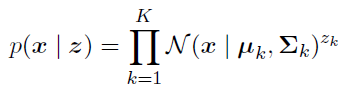 p(x | z) = ∏_{k=1}^{K} 𝒩(x | μ_k, Σ_k)^{z_k}